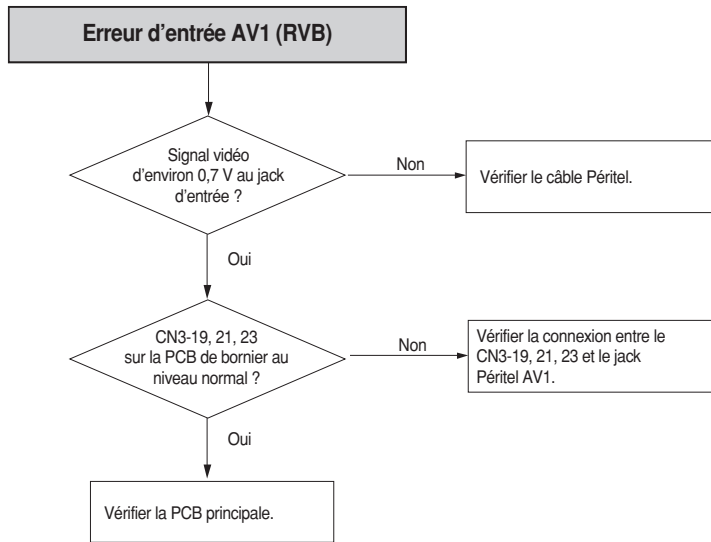 Erreur d'entrée AV1 (RVB)
Signal vidéo
d'environ 0,7 V au jack
d'entrée ?
Non
Vérifier le câble Péritel.
Oui
CN3-19, 21, 23
sur la PCB de bornier au
niveau normal ?
Non
Vérifier la connexion entre le
CN3-19, 21, 23 et le jack
Péritel AV1.
Oui
Vérifier la PCB principale.